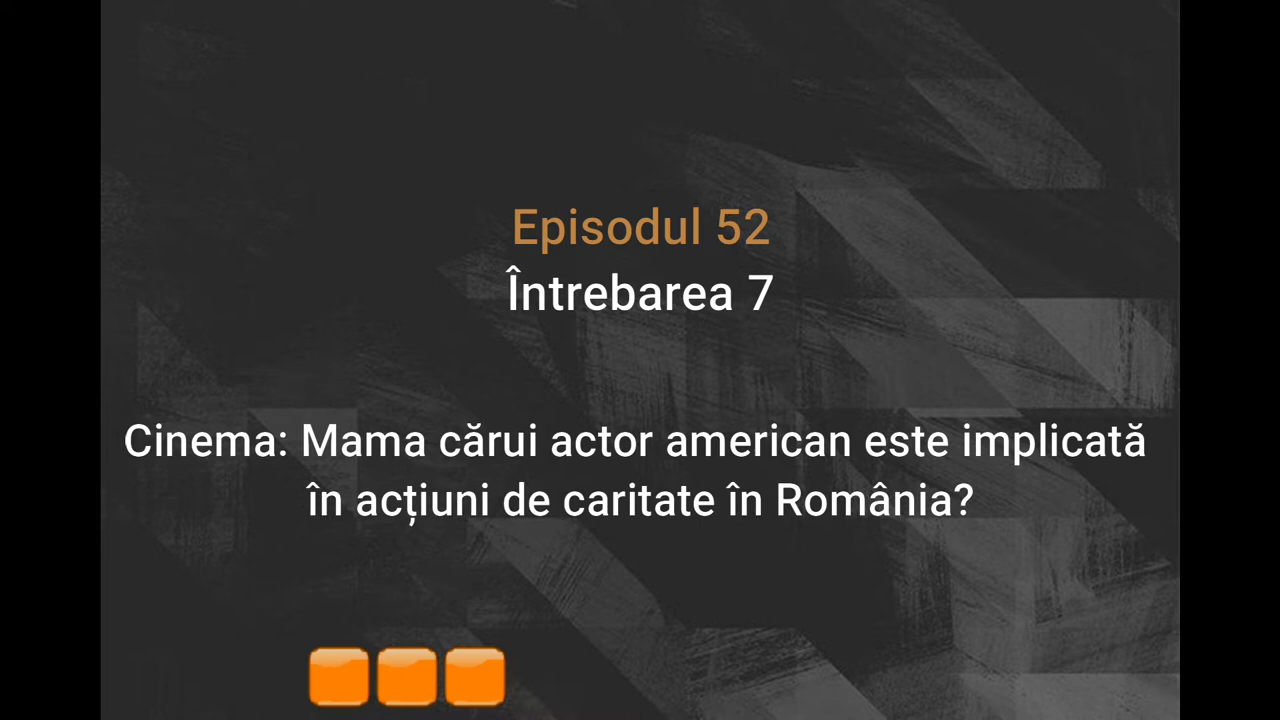 Episodul 52
Întrebarea 7
Cinema: Mama cărui actor american este implicată
în acțiuni de caritate în România?